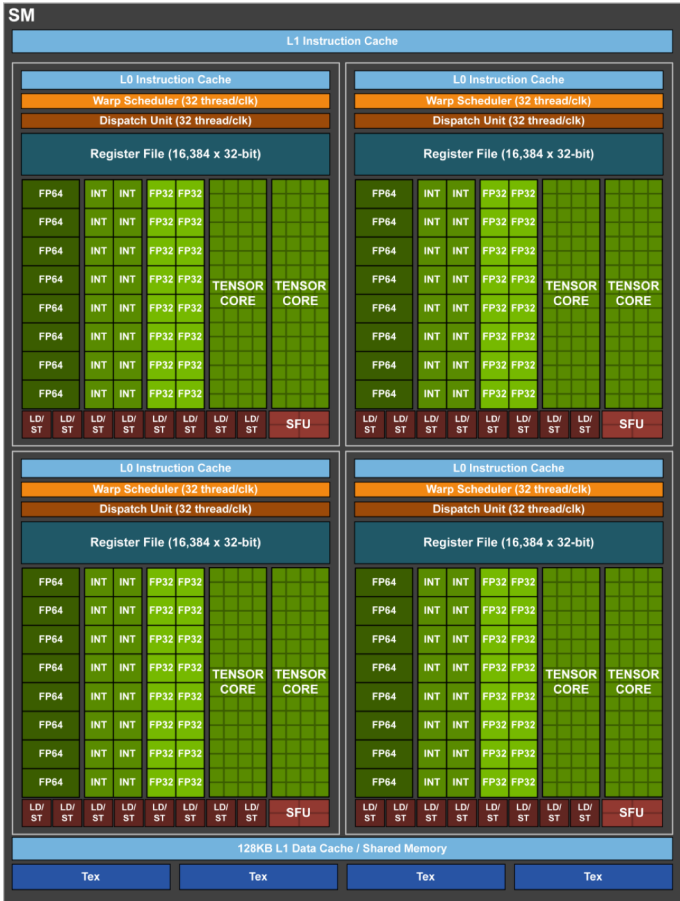 SM
L1 Instruction Cache
L0 Instruction Cache
Warp Scheduler (32 thread/clk)
Dispatch Unit (32 thread/clk)
Register File (16,384 x 32-bit)
FP64 INT INT FP32 FP32
FP64 INT INT FP32 FP32
FP64 INT INT FP32 FP32
FP64 INT INT FP32 FP32
FP64 INT INT FP32 FP32
FP64 INT INT FP32 FP32
FP64 INT INT FP32 FP32
FP64 INT INT FP32 FP32
TENSOR TENSOR
CORE CORE
LD/ LD/ LD/ LD/ LD/ LD/ LD/ LD/
ST ST ST ST ST ST ST ST
SFU
L0 Instruction Cache
Warp Scheduler (32 thread/clk)
Dispatch Unit (32 thread/clk)
Register File (16,384 x 32-bit)
FP64 INT INT FP32 FP32
FP64 INT INT FP32 FP32
FP64 INT INT FP32 FP32
FP64 INT INT FP32 FP32
FP64 INT INT FP32 FP32
FP64 INT INT FP32 FP32
FP64 INT INT FP32 FP32
FP64 INT INT FP32 FP32
TENSOR TENSOR
CORE CORE
LD/ LD/ LD/ LD/ LD/ LD/ LD/ LD/
ST ST ST ST ST ST ST ST
SFU
L0 Instruction Cache
Warp Scheduler (32 thread/clk)
Dispatch Unit (32 thread/clk)
Register File (16,384 x 32-bit)
FP64 INT INT FP32 FP32
FP64 INT INT FP32 FP32
FP64 INT INT FP32 FP32
FP64 INT INT FP32 FP32
FP64 INT INT FP32 FP32
FP64 INT INT FP32 FP32
FP64 INT INT FP32 FP32
FP64 INT INT FP32 FP32
TENSOR TENSOR
CORE CORE
LD/ LD/ LD/ LD/ LD/ LD/ LD/ LD/
ST ST ST ST ST ST ST ST
SFU
L0 Instruction Cache
Warp Scheduler (32 thread/clk)
Dispatch Unit (32 thread/clk)
Register File (16,384 x 32-bit)
FP64 INT INT FP32 FP32
FP64 INT INT FP32 FP32
FP64 INT INT FP32 FP32
FP64 INT INT FP32 FP32
FP64 INT INT FP32 FP32
FP64 INT INT FP32 FP32
FP64 INT INT FP32 FP32
FP64 INT INT FP32 FP32
TENSOR TENSOR
CORE CORE
LD/ LD/ LD/ LD/ LD/ LD/ LD/ LD/
ST ST ST ST ST ST ST ST
SFU
128KB L1 Data Cache / Shared Memory
Tex Tex Tex Tex